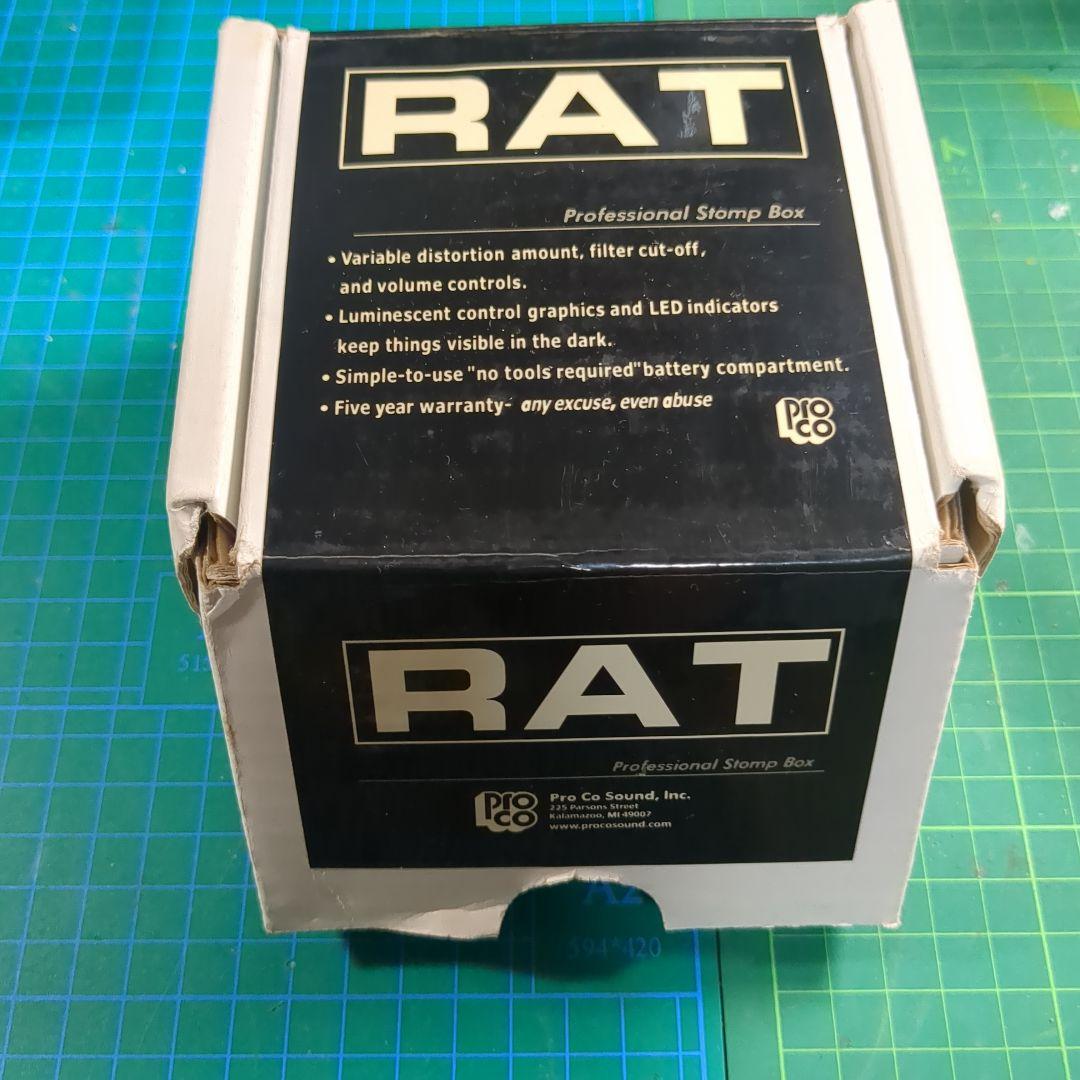 RAT
Professional Stomp Box
• Variable distortion amount, filter cut-off,
and volume controls.
• Luminescent control graphics and LED indicators
keep things visible in the dark.
• Simple-to-use "no tools required" battery compartment.
• Five year warranty- any excuse, even abuse
pro
co
RAT
Professional Stomp Box
pro
co
Pro Co Sound, Inc.
225 Parsons Street
Kalamazoo, MI 49007
www.procosound.com
A2
594*420